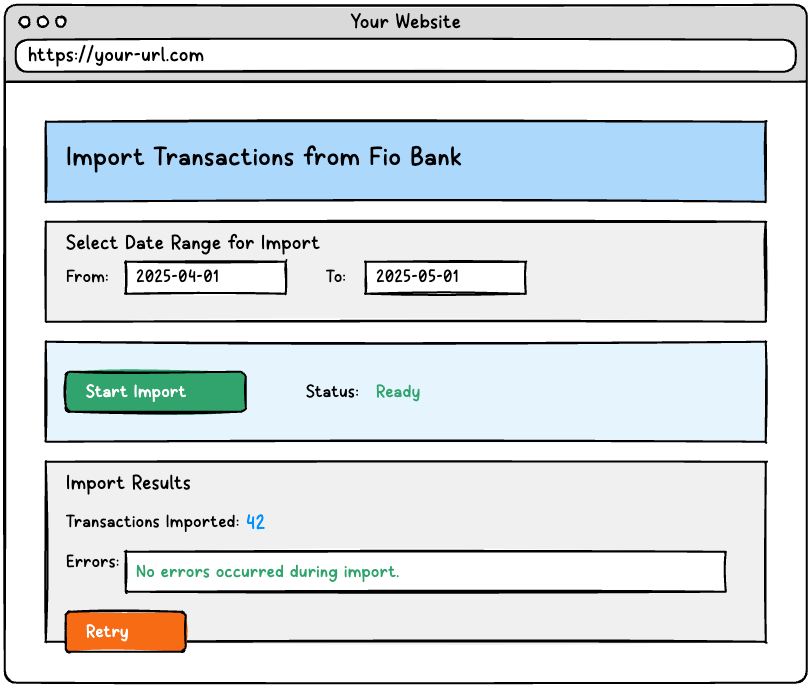 Your Website
https://your-url.com
Import Transactions from Fio Bank
Select Date Range for Import
From: 2025-04-01 To: 2025-05-01
Start Import Status: Ready
Import Results
Transactions Imported: 42
Errors: No errors occurred during import.
Retry